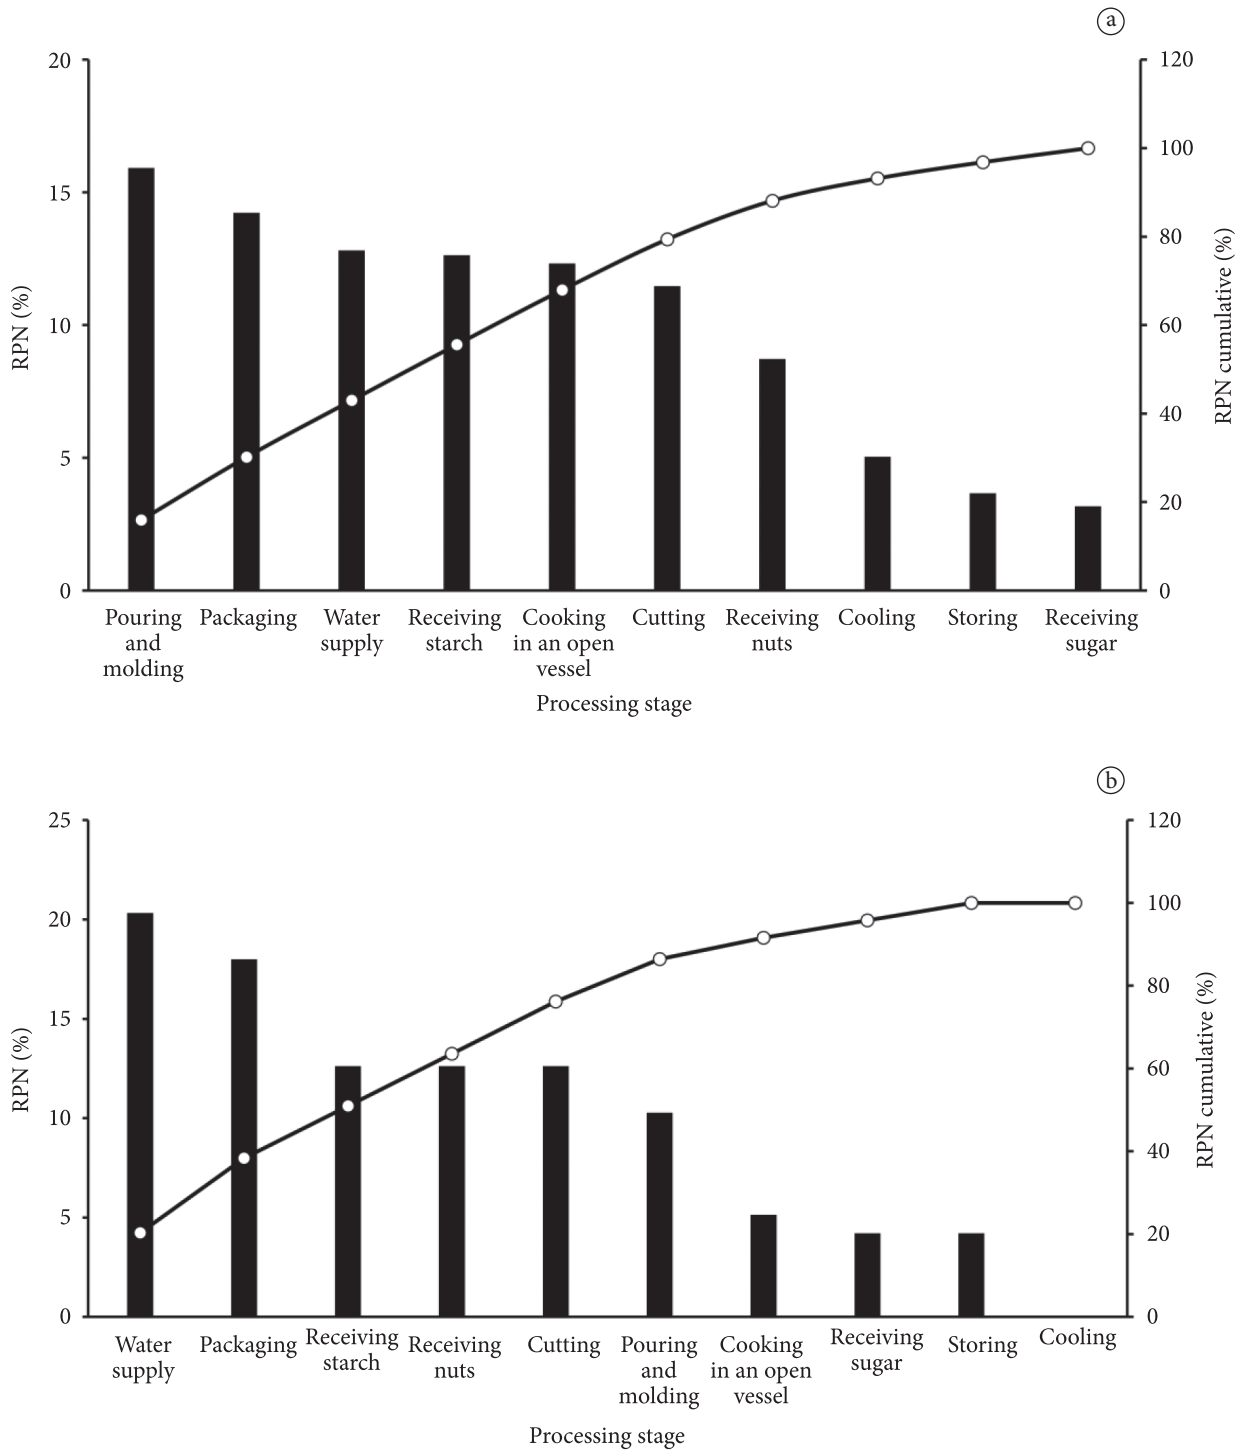 a
20
15
10
5
0
RPN (%)
120
100
80
60
40
20
0
RPN cumulative (%)
Pouring
and
molding
Packaging
Water
supply
Receiving
starch
Cooking
in an open
vessel
Cutting
Receiving
nuts
Cooling
Storing
Receiving
sugar
Processing stage
b
25
20
15
10
5
0
RPN (%)
120
100
80
60
40
20
0
RPN cumulative (%)
Water
supply
Packaging
Receiving
starch
Receiving
nuts
Cutting
Pouring
and
molding
Cooking
in an open
vessel
Receiving
sugar
Storing
Cooling
Processing stage